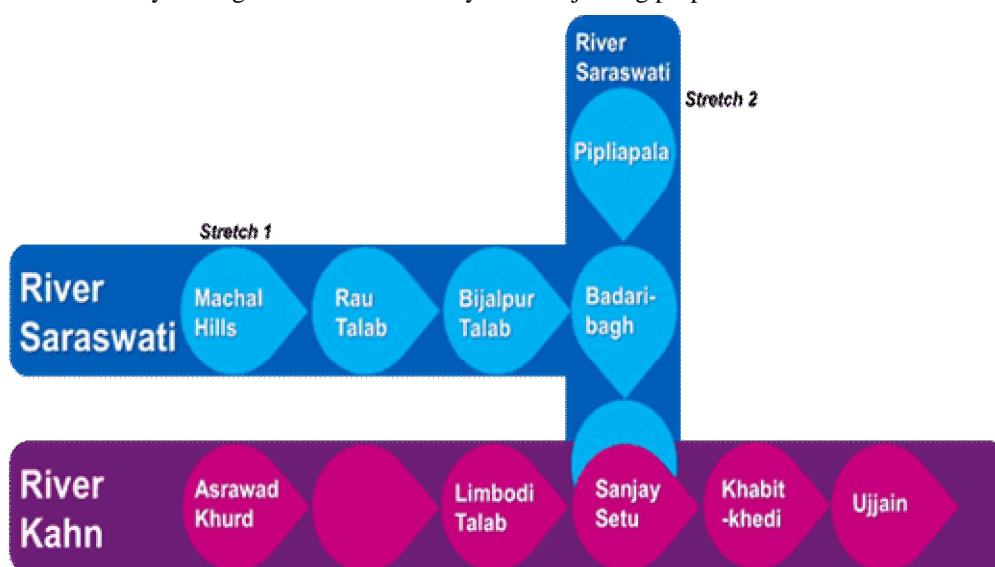 River
Saraswati
Stretch 2
Pipliapala
Stretch 1
River
Saraswati
Machal
Hills
Rau
Talab
Bijalpur
Talab
Badari-
bagh
River
Kahn
Asrawad
Khurd
Limbodi
Talab
Sanjay
Setu
Khabit
-khedi
Ujjain